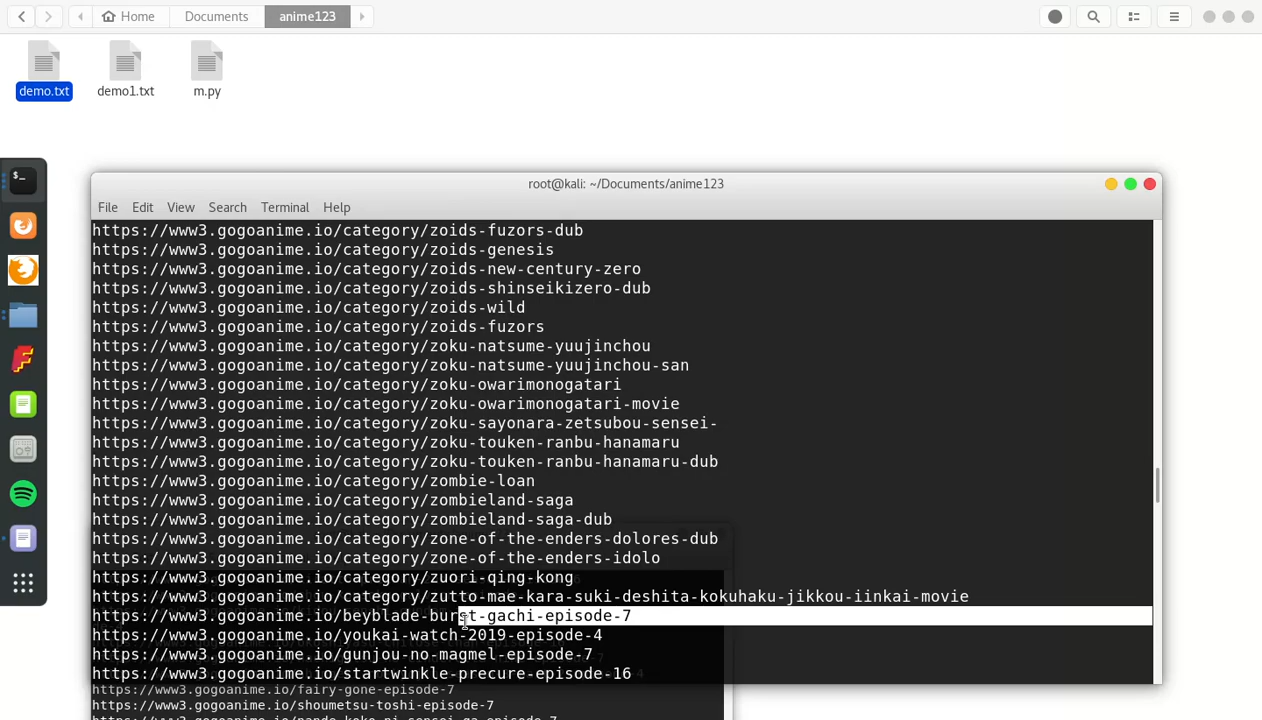 Home Documents anime123
demo.txt demo1.txt m.py
root@kali: ~/Documents/anime123
File Edit View Search Terminal Help
https://www3.gogoanime.io/category/zoids-fuzors-dub
https://www3.gogoanime.io/category/zoids-genesis
https://www3.gogoanime.io/category/zoids-new-century-zero
https://www3.gogoanime.io/category/zoids-shinseikizero-dub
https://www3.gogoanime.io/category/zoids-wild
https://www3.gogoanime.io/category/zoids-fuzors
https://www3.gogoanime.io/category/zoku-natsume-yuujinchou
https://www3.gogoanime.io/category/zoku-natsume-yuujinchou-san
https://www3.gogoanime.io/category/zoku-owarimonogatari
https://www3.gogoanime.io/category/zoku-owarimonogatari-movie
https://www3.gogoanime.io/category/zoku-sayonara-zetsubou-sensei-
https://www3.gogoanime.io/category/zoku-touken-ranbu-hanamaru
https://www3.gogoanime.io/category/zoku-touken-ranbu-hanamaru-dub
https://www3.gogoanime.io/category/zombie-loan
https://www3.gogoanime.io/category/zombieland-saga
https://www3.gogoanime.io/category/zombieland-saga-dub
https://www3.gogoanime.io/category/zone-of-the-enders-dolores-dub
https://www3.gogoanime.io/category/zone-of-the-enders-idolo
https://www3.gogoanime.io/category/zuori-qing-kong
https://www3.gogoanime.io/category/zutto-mae-kara-suki-deshita-kokuhaku-jikkou-iinkai-movie
https://www3.gogoanime.io/beyblade-burst-gachi-episode-7
https://www3.gogoanime.io/youkai-watch-2019-episode-4
https://www3.gogoanime.io/gunjou-no-magmel-episode-7
https://www3.gogoanime.io/startwinkle-precure-episode-16
https://www3.gogoanime.io/fairy-gone-episode-7
https://www3.gogoanime.io/shoumetsu-toshi-episode-7